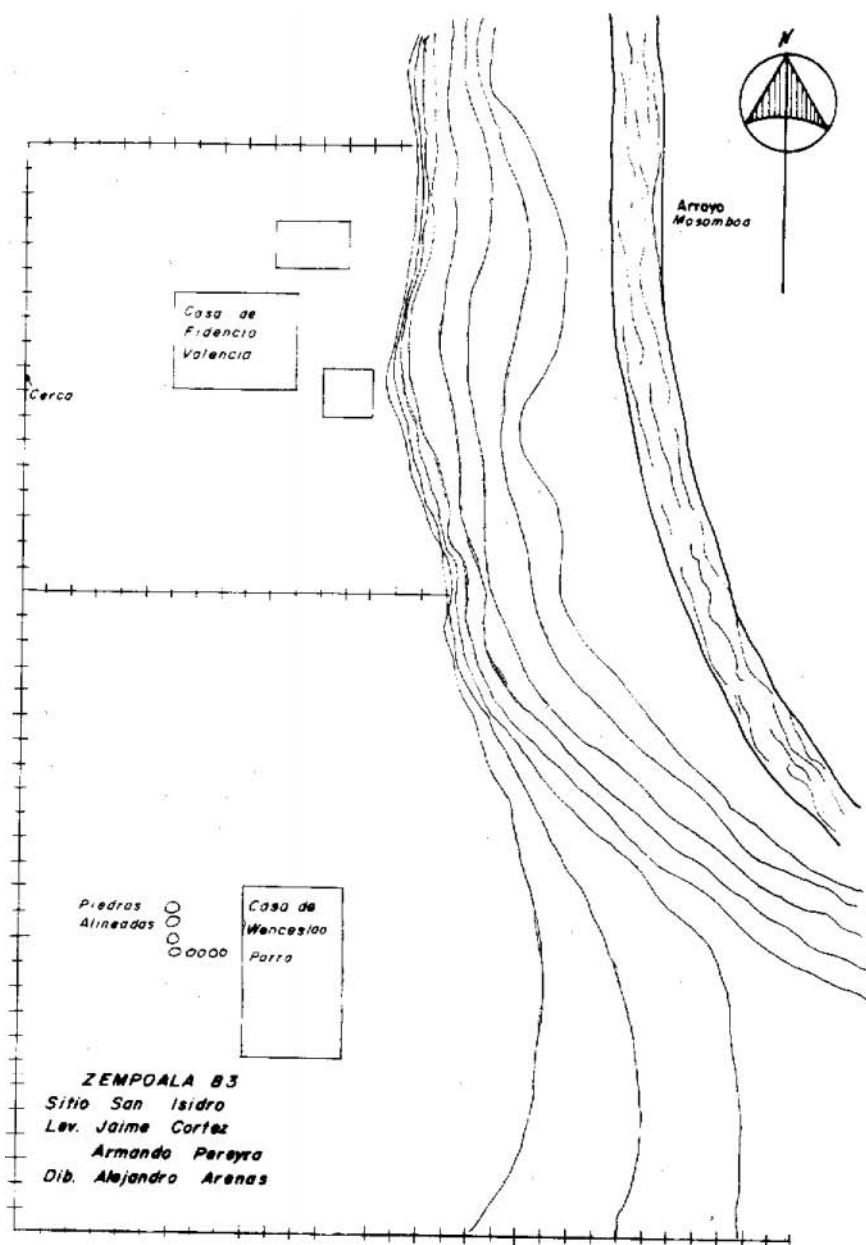 N
Arroyo
Masamboa
Casa de
Fidencio
Valencia
Cerca
Piedras
Alineadas
Casa de
Wenceslao
Parra
ZEMPOALA 83
Sitio San Isidro
Lev. Jaime Cortez
Armando Pereyra
Dib. Alejandro Arenas